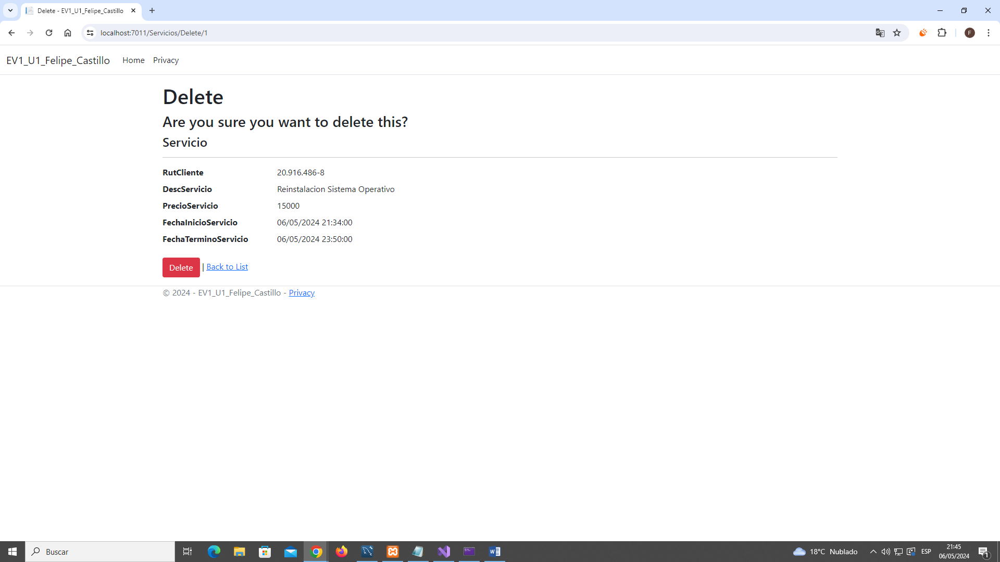 Delete - EV1_U1_Felipe_Castillo
localhost:7011/Servicios/Delete/1
F
EV1_U1_Felipe_Castillo Home Privacy
Delete
Are you sure you want to delete this?
Servicio
RutCliente 20.916.486-8
DescServicio Reinstalacion Sistema Operativo
PrecioServicio 15000
FechaInicioServicio 06/05/2024 21:34:00
FechaTerminoServicio 06/05/2024 23:50:00
Delete | Back to List
© 2024 - EV1_U1_Felipe_Castillo - Privacy
Buscar
18°C Nublado
ESP
21:45
06/05/2024
1